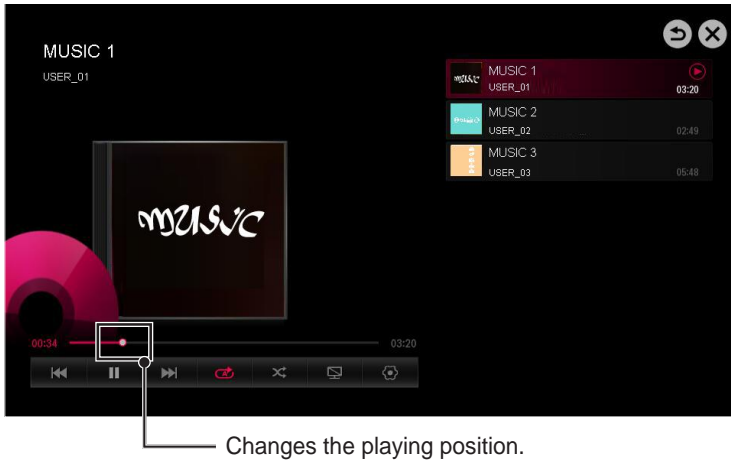 MUSIC 1
USER_01
music
00:34
03:20
A
music
MUSIC 1
USER_01
03:20
MUSIC 2
USER_02
02:49
MUSIC 3
USER_03
05:48
Changes the playing position.